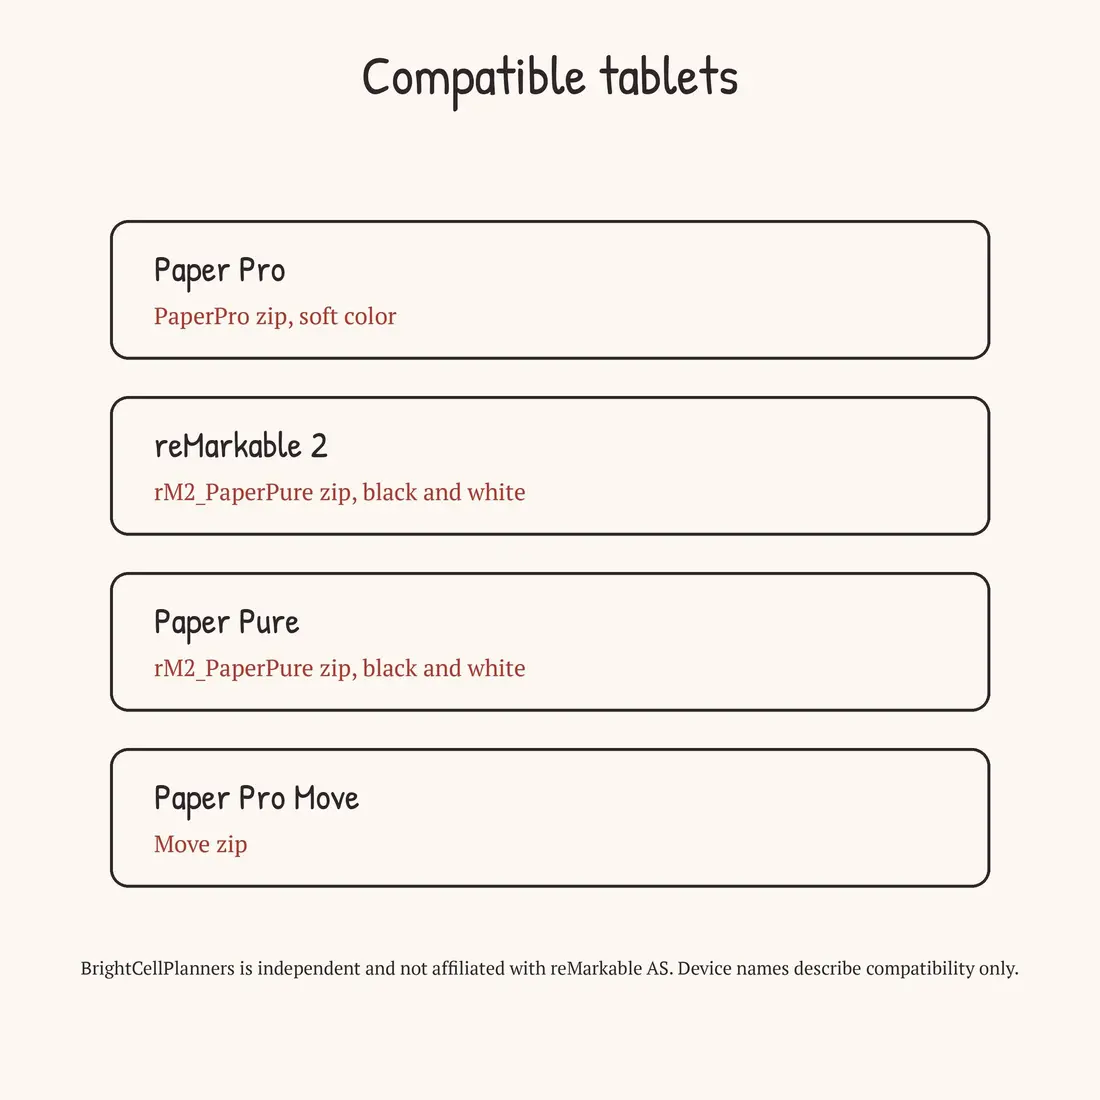 Compatible tablets
Paper Pro
PaperPro zip, soft color
reMarkable 2
rM2_PaperPure zip, black and white
Paper Pure
rM2_PaperPure zip, black and white
Paper Pro Move
Move zip
BrightCellPlanners is independent and not affiliated with reMarkable AS. Device names describe compatibility only.